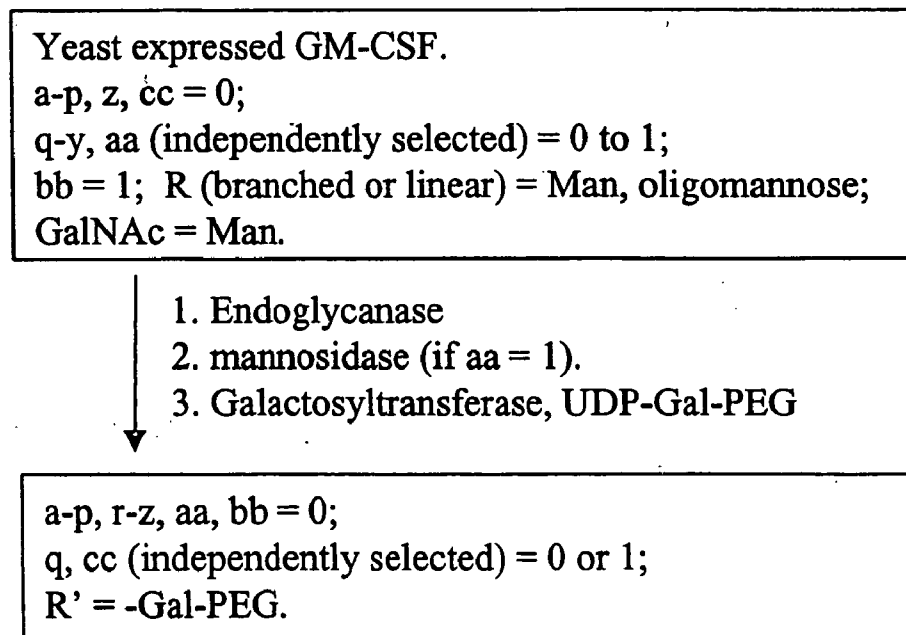 Yeast expressed GM-CSF.
a-p, z, cc = 0;
q-y, aa (independently selected) = 0 to 1;
bb = 1; R (branched or linear) = Man, oligomannose;
GalNAc = Man.
1. Endoglycanase
2. mannosidase (if aa = 1).
3. Galactosyltransferase, UDP-Gal-PEG
a-p, r-z, aa, bb = 0;
q, cc (independently selected) = 0 or 1;
R’ = -Gal-PEG.